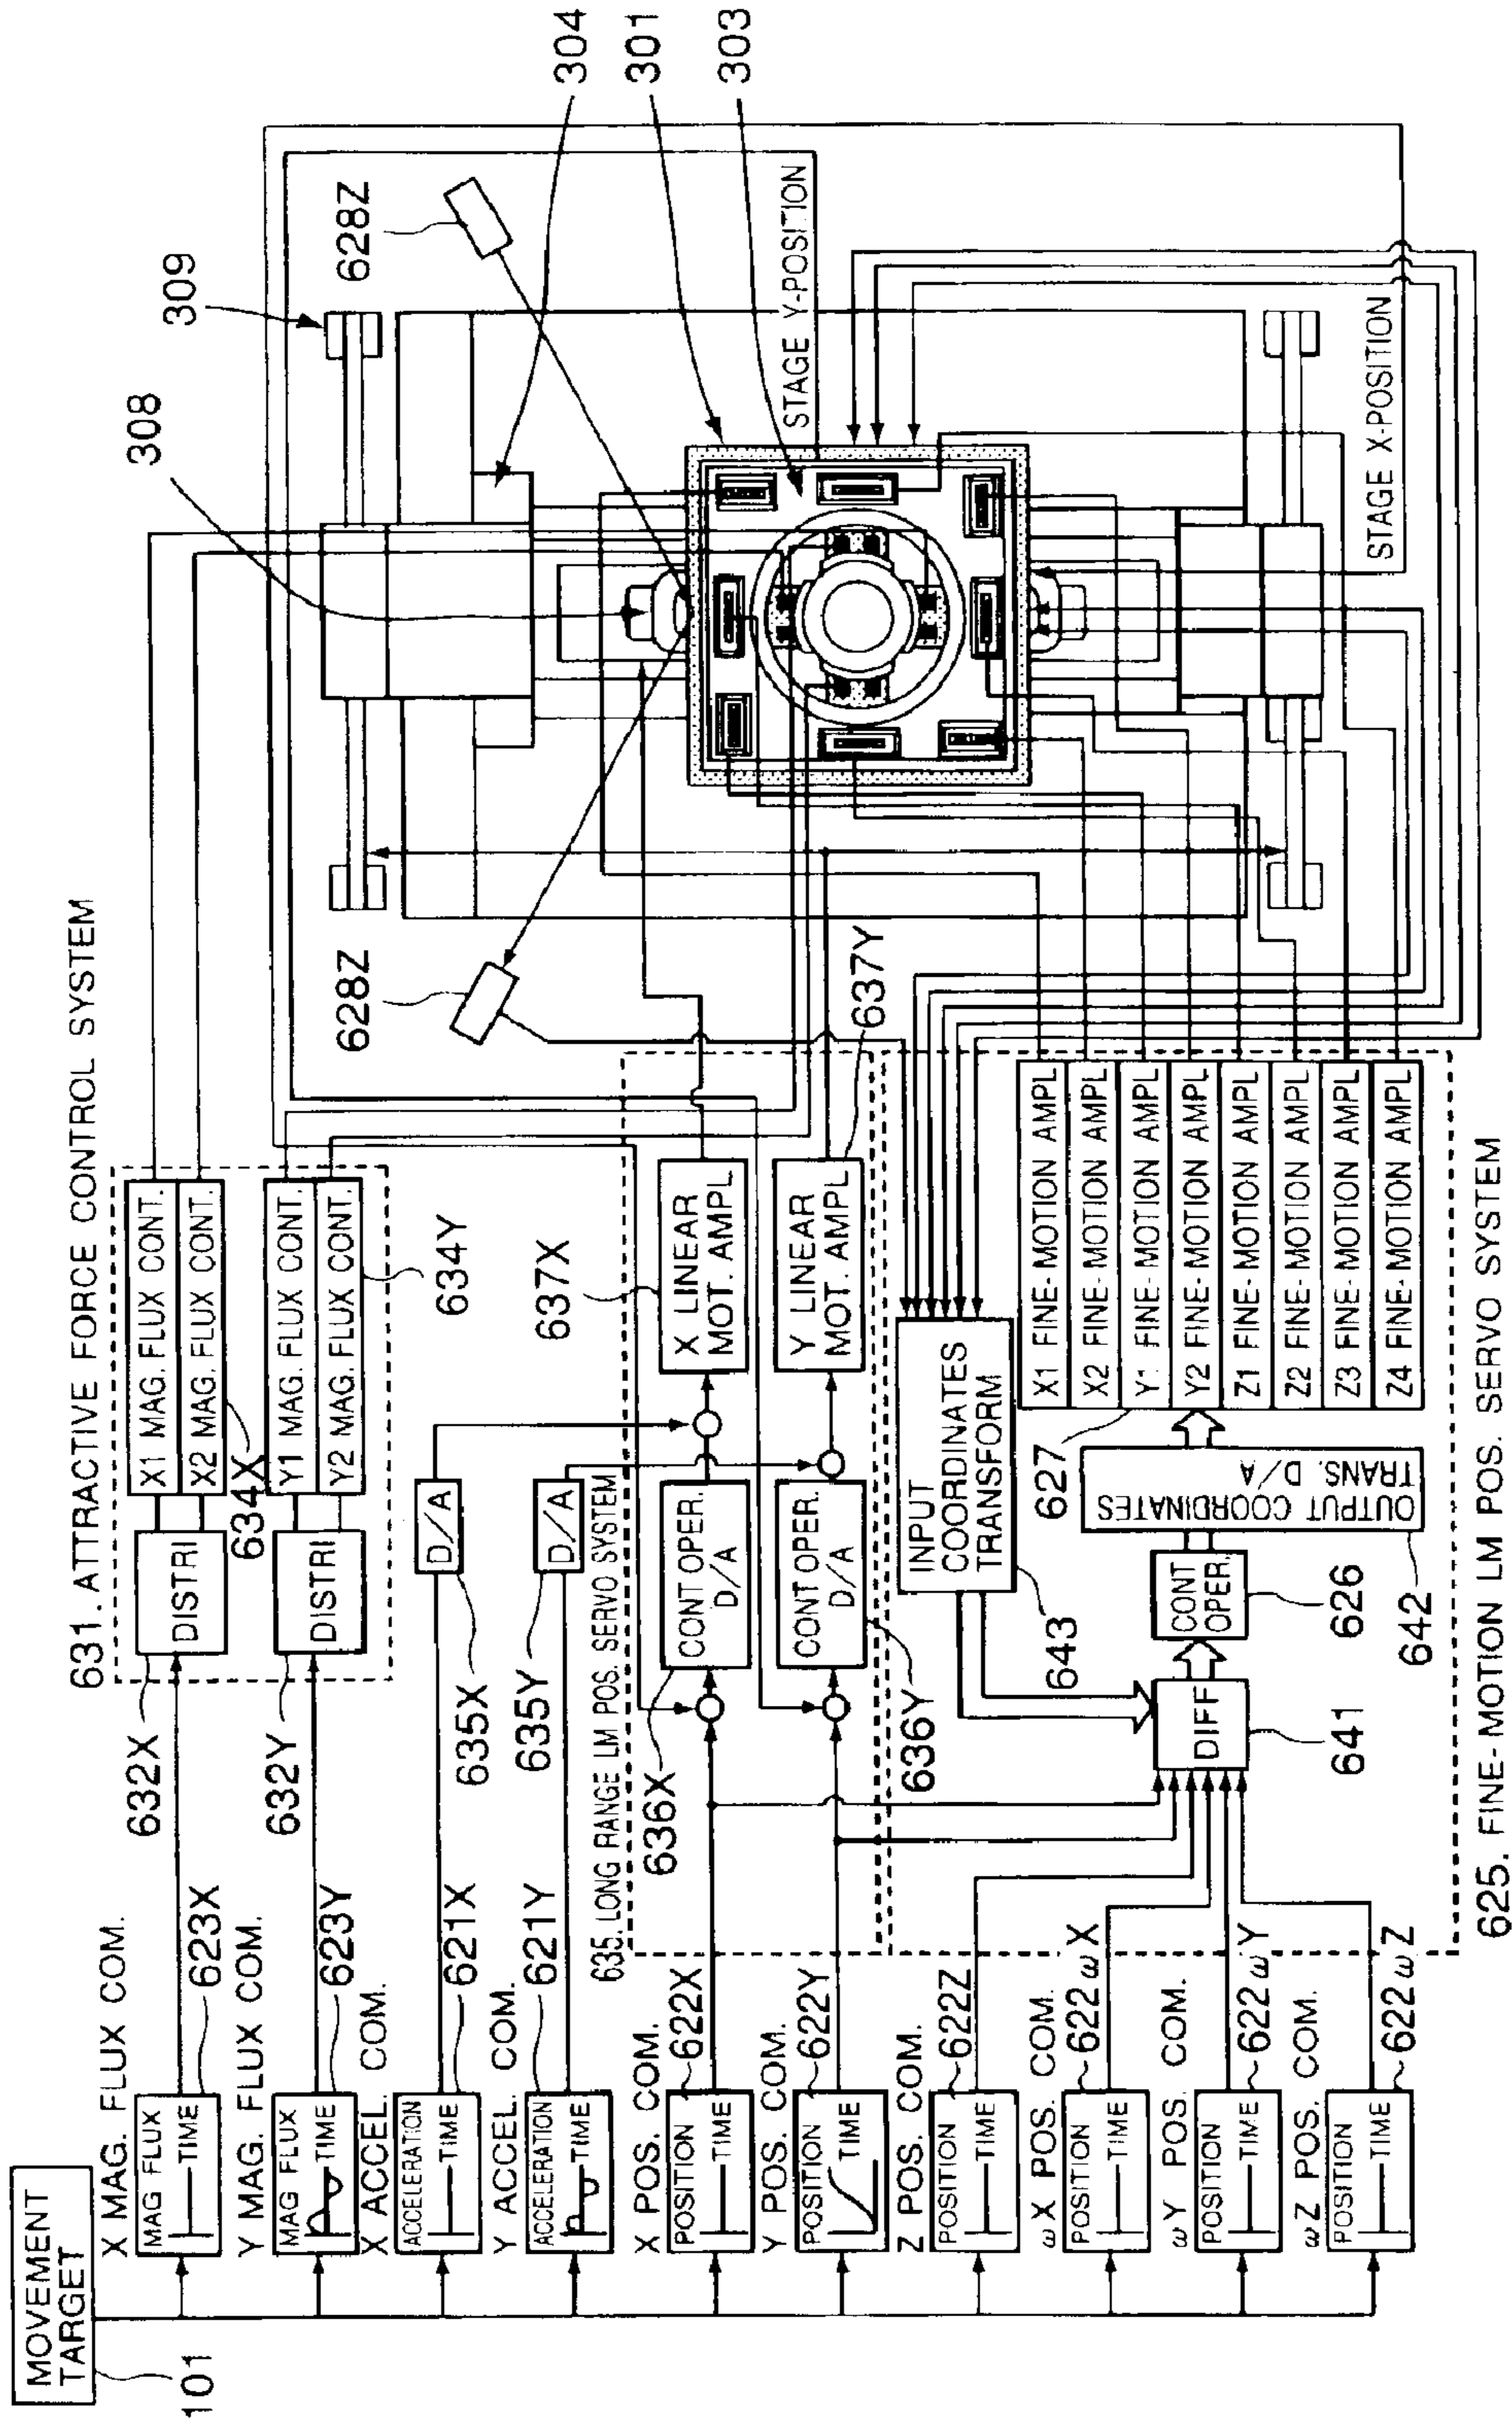 MOVEMENT
TARGET
101
X MAG. FLUX COM.
MAG FLUX
TIME
623X
Y MAG. FLUX COM.
MAG FLUX
TIME
623Y
X ACCEL. COM.
ACCELERATION
TIME
621X
Y ACCEL. COM.
ACCELERATION
TIME
621Y
X POS. COM.
POSITION
TIME
622X
Y POS. COM.
POSITION
TIME
622Y
Z POS. COM.
POSITION
TIME
622Z
ωX POS. COM.
POSITION
TIME
622ωX
ωY POS. COM.
POSITION
TIME
622ωY
ωZ POS. COM.
POSITION
TIME
622ωZ
631. ATTRACTIVE FORCE CONTROL SYSTEM
632X
DISTRI
X1 MAG. FLUX CONT.
X2 MAG. FLUX CONT.
634X
632Y
DISTRI
Y1 MAG. FLUX CONT.
Y2 MAG. FLUX CONT.
634Y
D/A
635X
D/A
635Y
635. LONG RANGE LM POS. SERVO SYSTEM
636X
CONT OPER.
D/A
X LINEAR
MOT. AMPL
637X
636Y
CONT OPER.
D/A
Y LINEAR
MOT. AMPL
637Y
INPUT
COORDINATES
TRANSFORM
643
DIFF
641
CONT
OPER.
626
OUTPUT COORDINATES
TRANS. D/A
642
627
X1 FINE-MOTION AMPL
X2 FINE-MOTION AMPL
Y1 FINE-MOTION AMPL
Y2 FINE-MOTION AMPL
Z1 FINE-MOTION AMPL
Z2 FINE-MOTION AMPL
Z3 FINE-MOTION AMPL
Z4 FINE-MOTION AMPL
625. FINE-MOTION LM POS. SERVO SYSTEM
628Z
628Z
308
309
304
301
303
STAGE Y-POSITION
STAGE X-POSITION